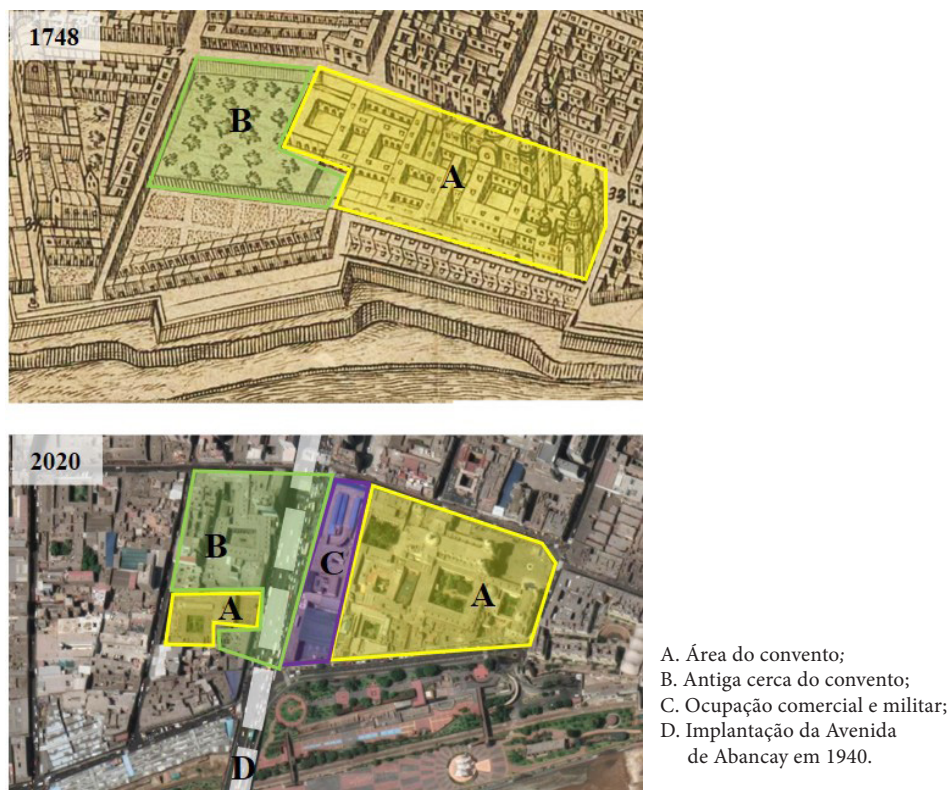 1748
B
A
33
2020
B
C
A
A
D
A. Área do convento;
B. Antiga cerca do convento;
C. Ocupação comercial e militar;
D. Implantação da Avenida
de Abancay em 1940.